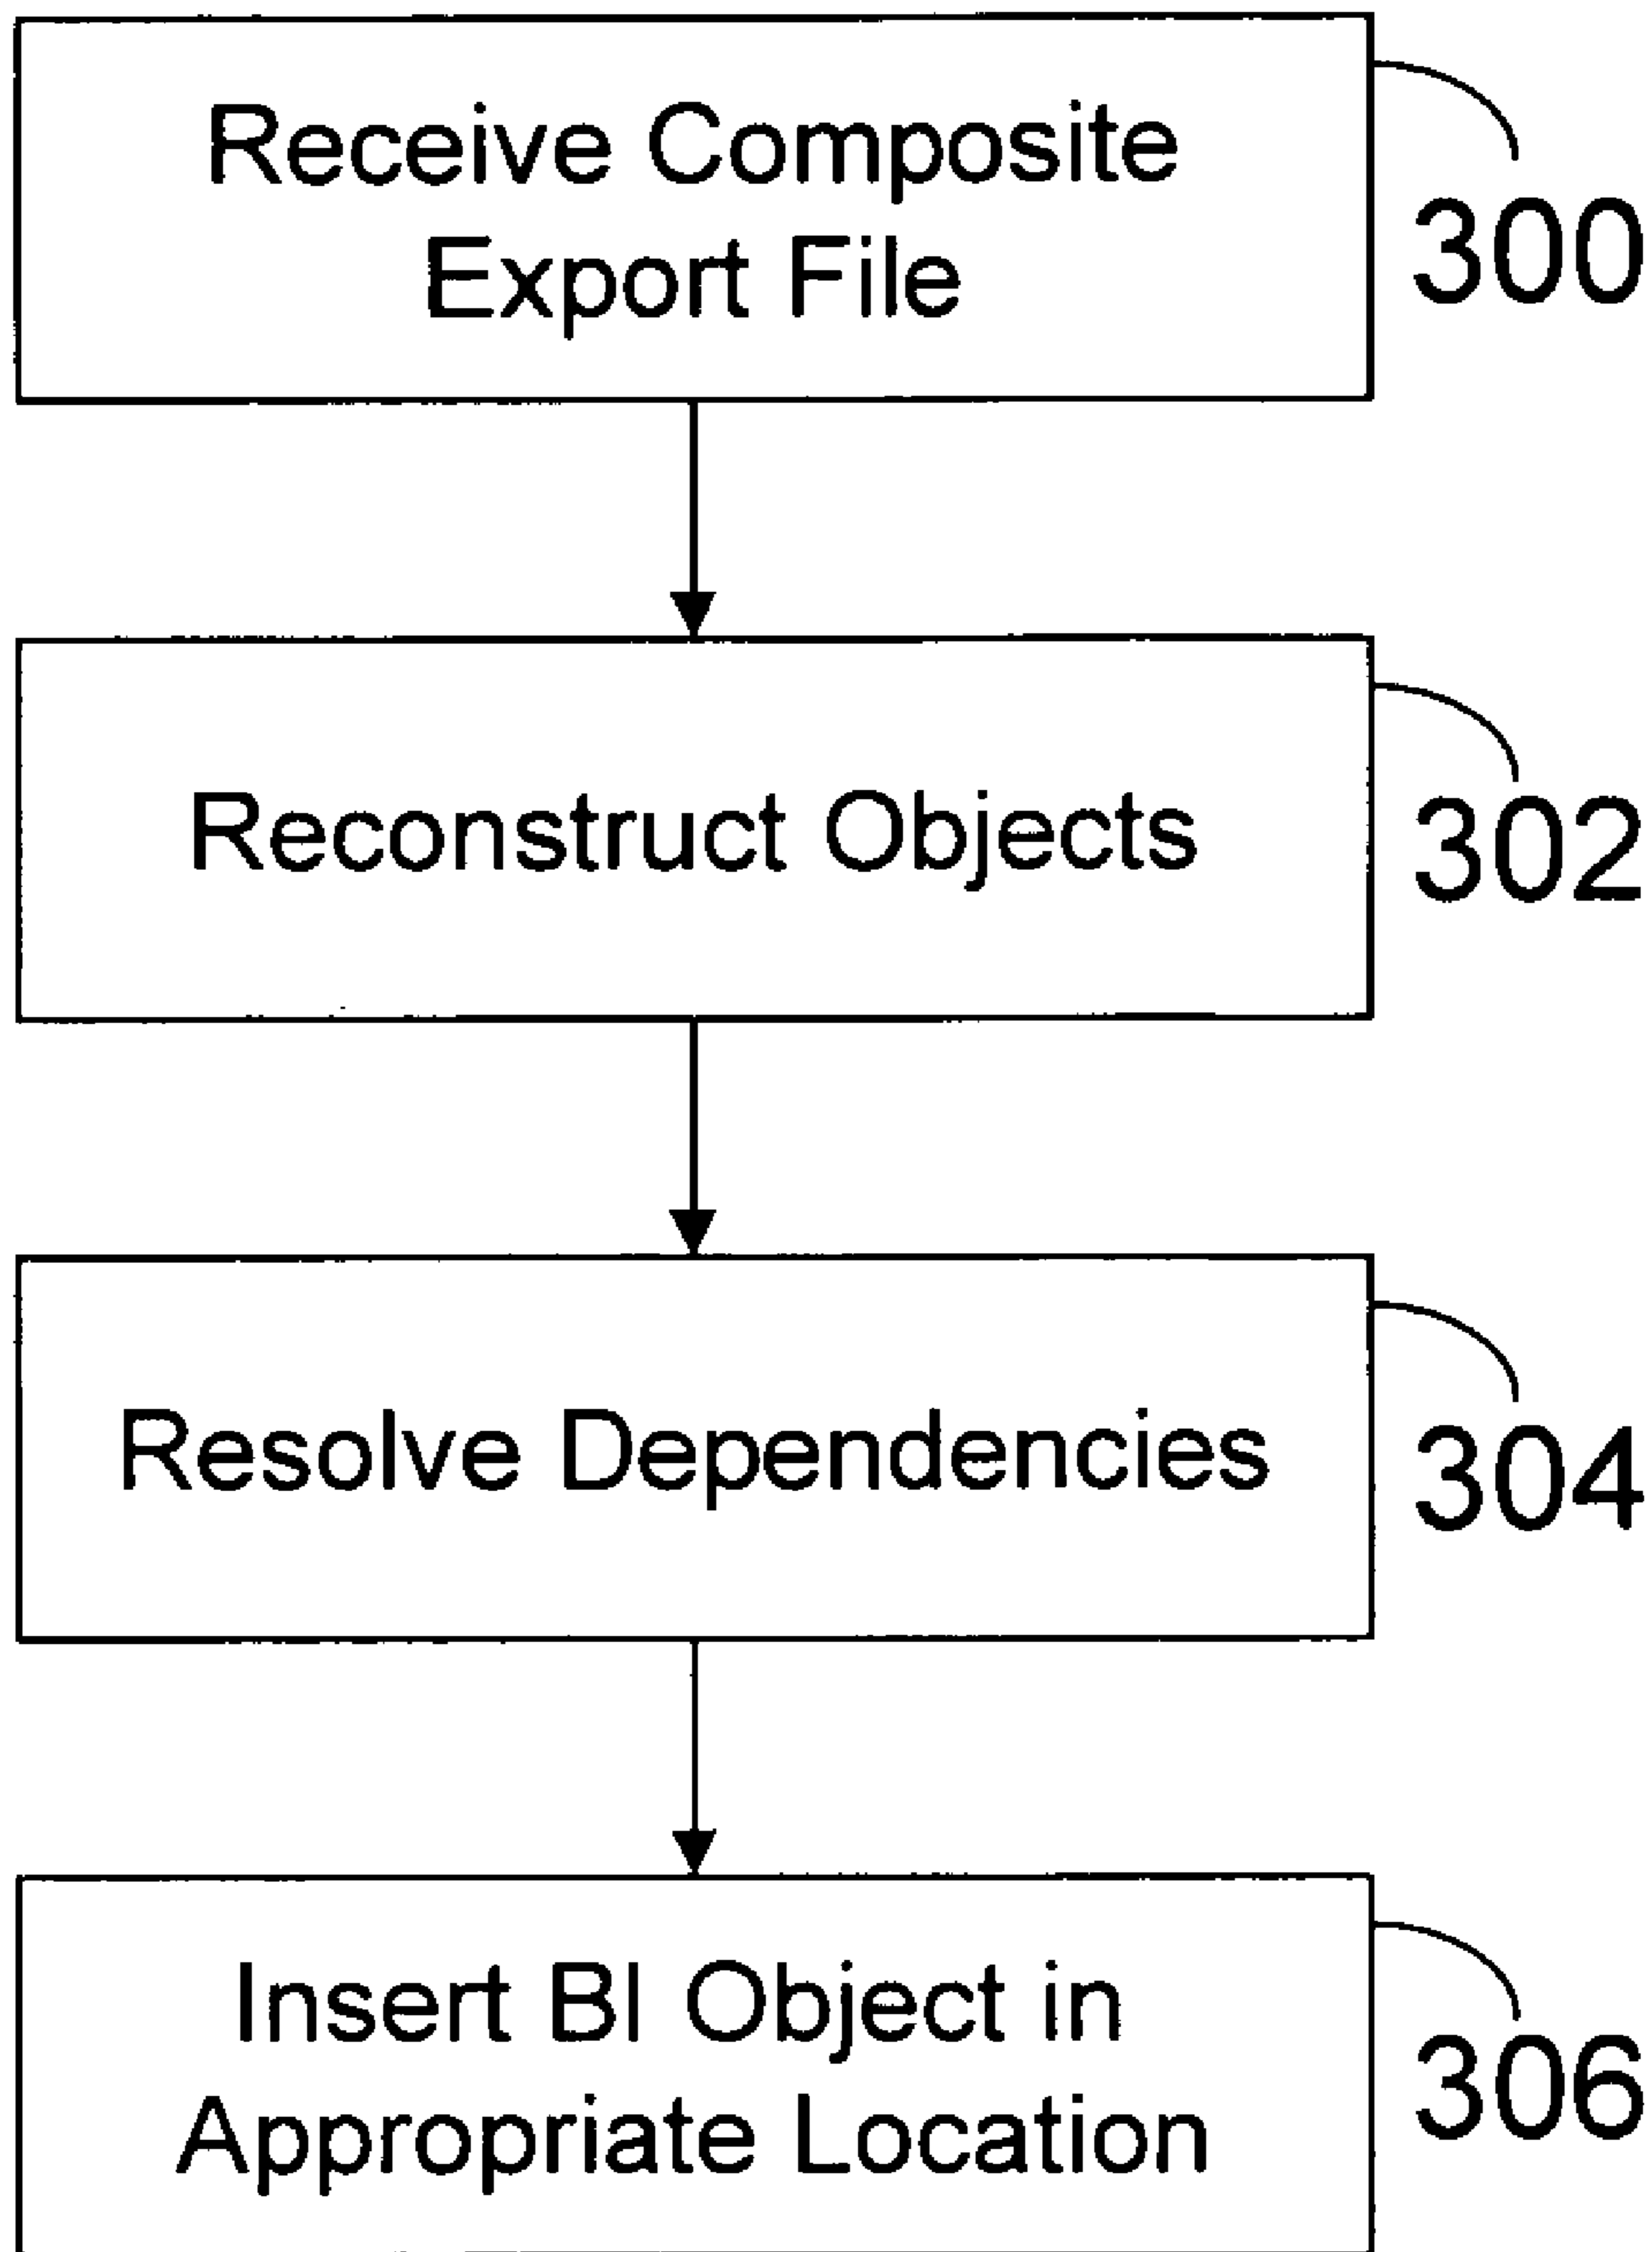 Receive Composite
Export File
300
Reconstruct Objects
302
Resolve Dependencies
304
Insert BI Object in
Appropriate Location
306